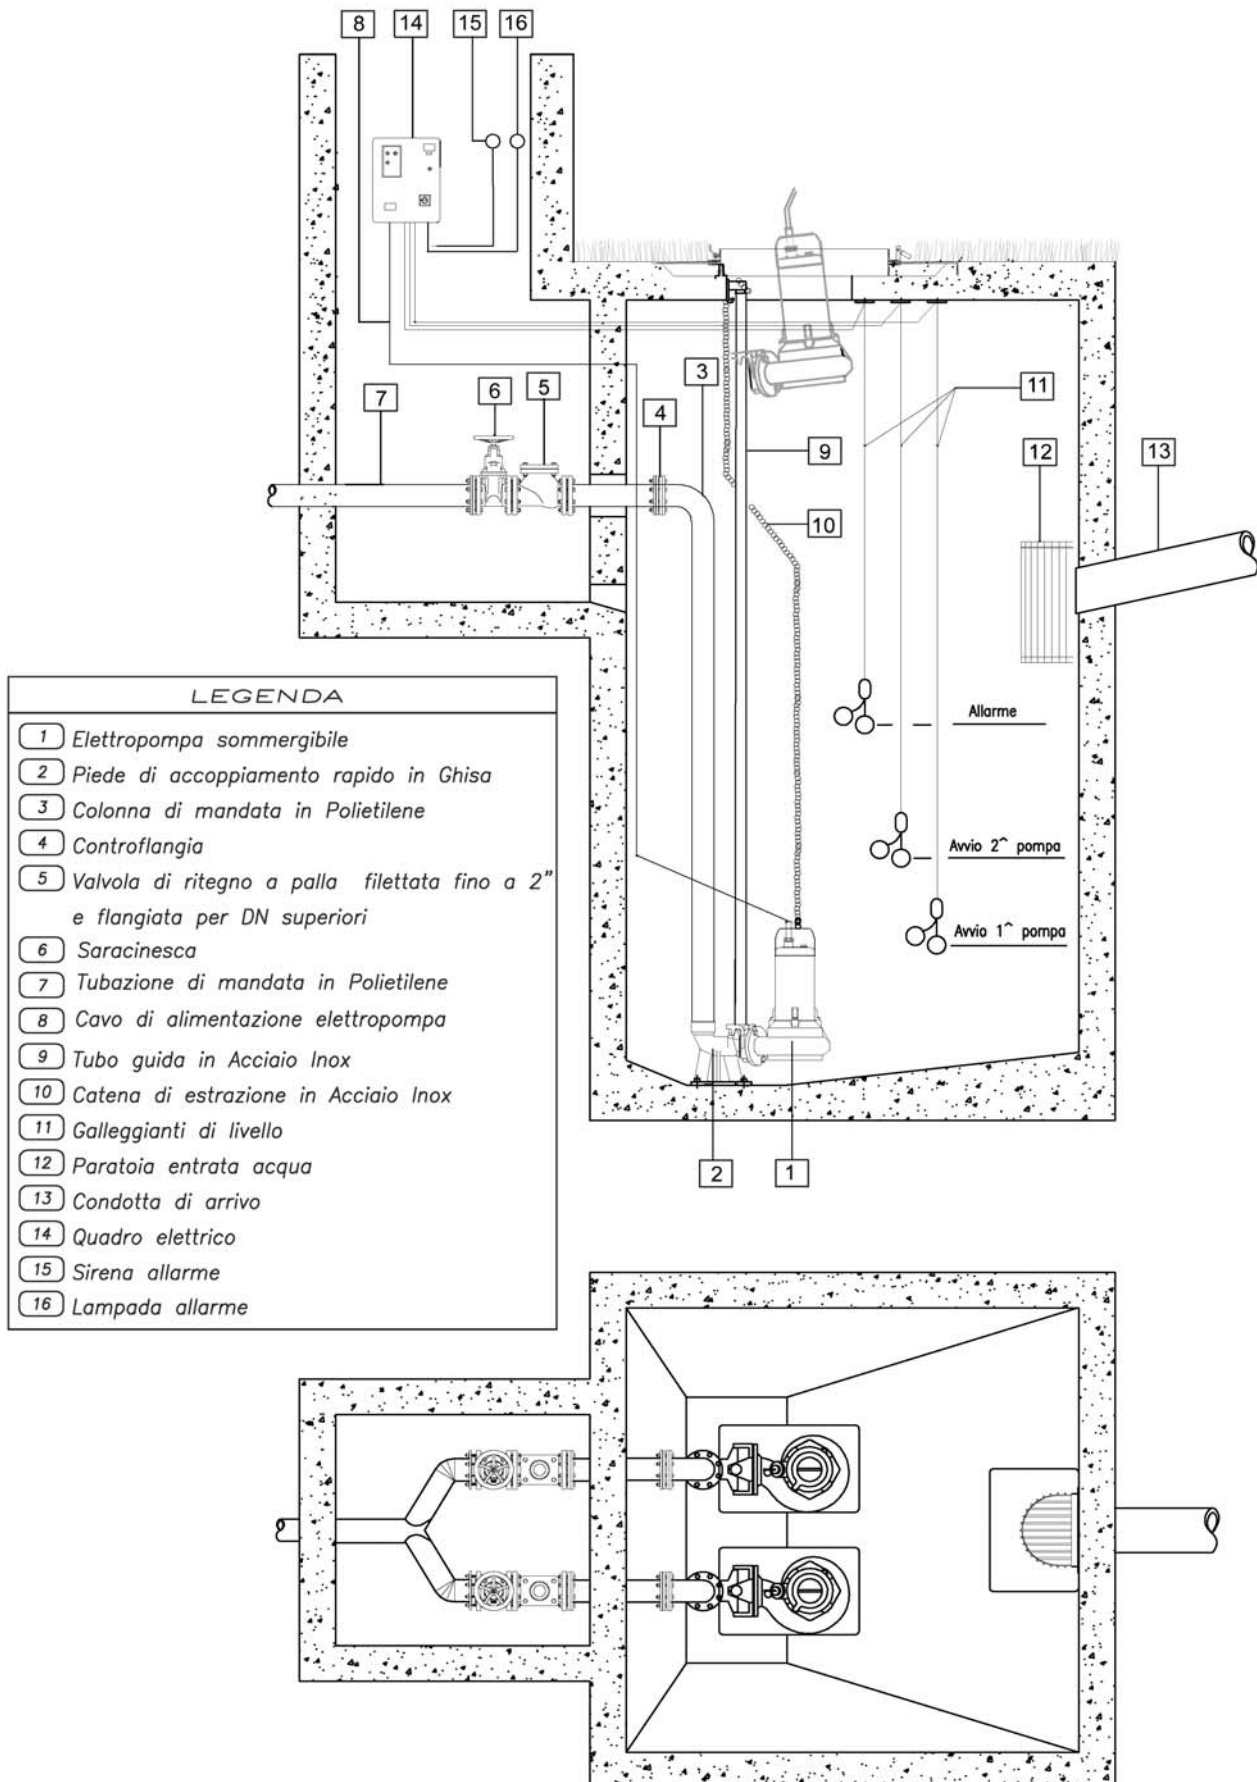 8 14 15 16
3
11
7 6 5 4 9 12 13
10
LEGENDA
1 Elettropompa sommergibile
2 Piede di accoppiamento rapido in Ghisa
3 Colonna di mandata in Polietilene
4 Controflangia
5 Valvola di ritegno a palla filettata fino a 2"
e flangiata per DN superiori
6 Saracinesca
7 Tubazione di mandata in Polietilene
8 Cavo di alimentazione elettropompa
9 Tubo guida in Acciaio Inox
10 Catena di estrazione in Acciaio Inox
11 Galleggianti di livello
12 Paratoia entrata acqua
13 Condotta di arrivo
14 Quadro elettrico
15 Sirena allarme
16 Lampada allarme
Allarme
Avvio 2^ pompa
Avvio 1^ pompa
2 1